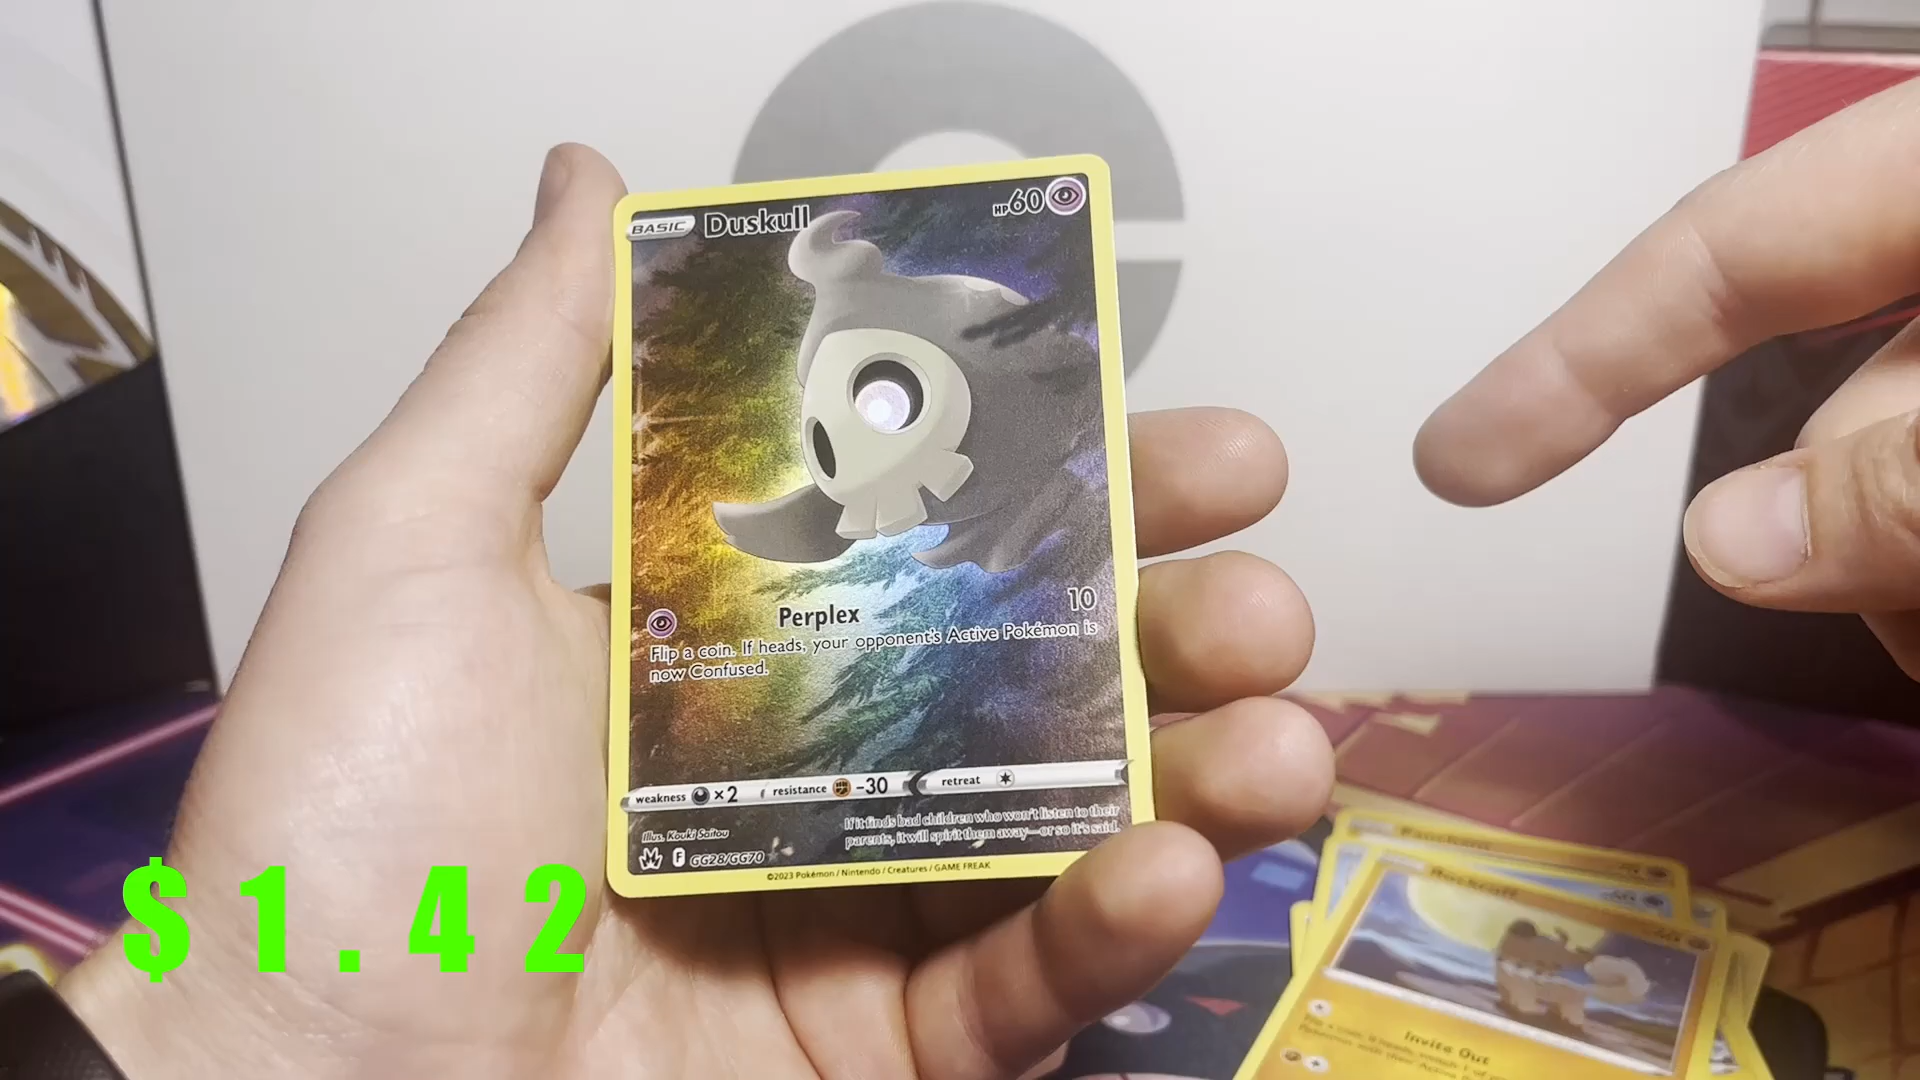 BASIC Duskull HP60
Perplex 10
Flip a coin. If heads, your opponent's Active Pokémon is
now Confused.
weakness ×2 resistance -30 retreat
If it finds bad children who won't listen to their
parents, it will spirit them away—or so it's said.
Illus. Kouki Saitou
F GG28/GG70
©2023 Pokémon / Nintendo / Creatures / GAME FREAK
$1.42
Rockruff
Invite Out